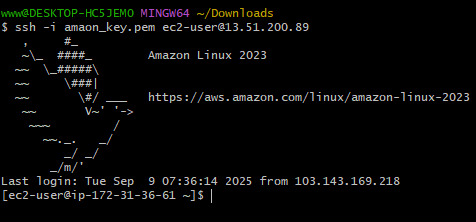 www@DESKTOP-HC5JEMO MINGW64 ~/Downloads
$ ssh -i amaon_key.pem ec2-user@13.51.200.89
   ,     #_
   ~\_  ####_        Amazon Linux 2023
  ~~  \_#####\
  ~~     \###|
  ~~       \#/ ___   https://aws.amazon.com/linux/amazon-linux-2023
   ~~       V~' '->
    ~~~         /
      ~~._.   _/
         _/ _/
       _/m/'
Last login: Tue Sep  9 07:36:14 2025 from 103.143.169.218
[ec2-user@ip-172-31-36-61 ~]$